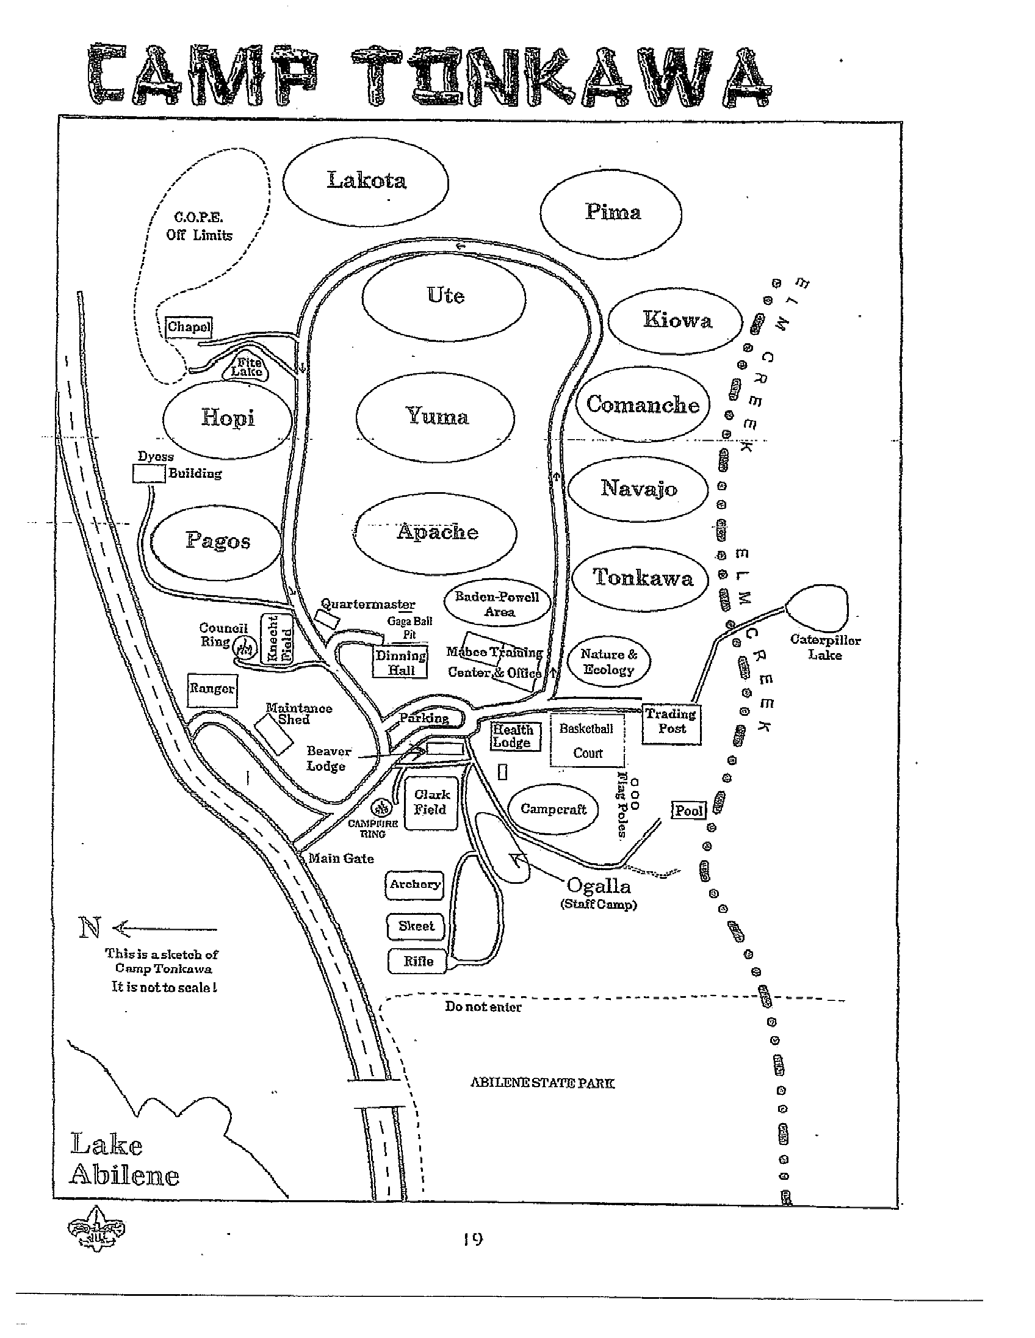 CAMP TONKAWA
Lakota
Pima
C.O.P.E.
Off Limits
Ute
Kiowa
ELM CREEK
Chapel
Fite
Lake
Hopi
Yuma
Comanche
Dyess
Building
Navajo
Pagos
Apache
Tonkawa
ELM CREEK
Baden-Powell
Area
Quartermaster
Gaga Ball
Pit
Council
Ring
Knecht
Field
Dinning
Hall
Mabee Training
Center & Office
Nature &
Ecology
Caterpillor
Lake
Ranger
Maintance
Shed
Parking
Trading
Post
Beaver
Lodge
Health
Lodge
Basketball
Court
Clark
Field
CAMPFIRE
RING
Campcraft
Flag Poles
Pool
Main Gate
Archery
Ogalla
(Staff Camp)
Skeet
Rifle
N
This is a sketch of
Camp Tonkawa
It is not to scale!
Do not enter
ABILENE STATE PARK
Lake
Abilene
19